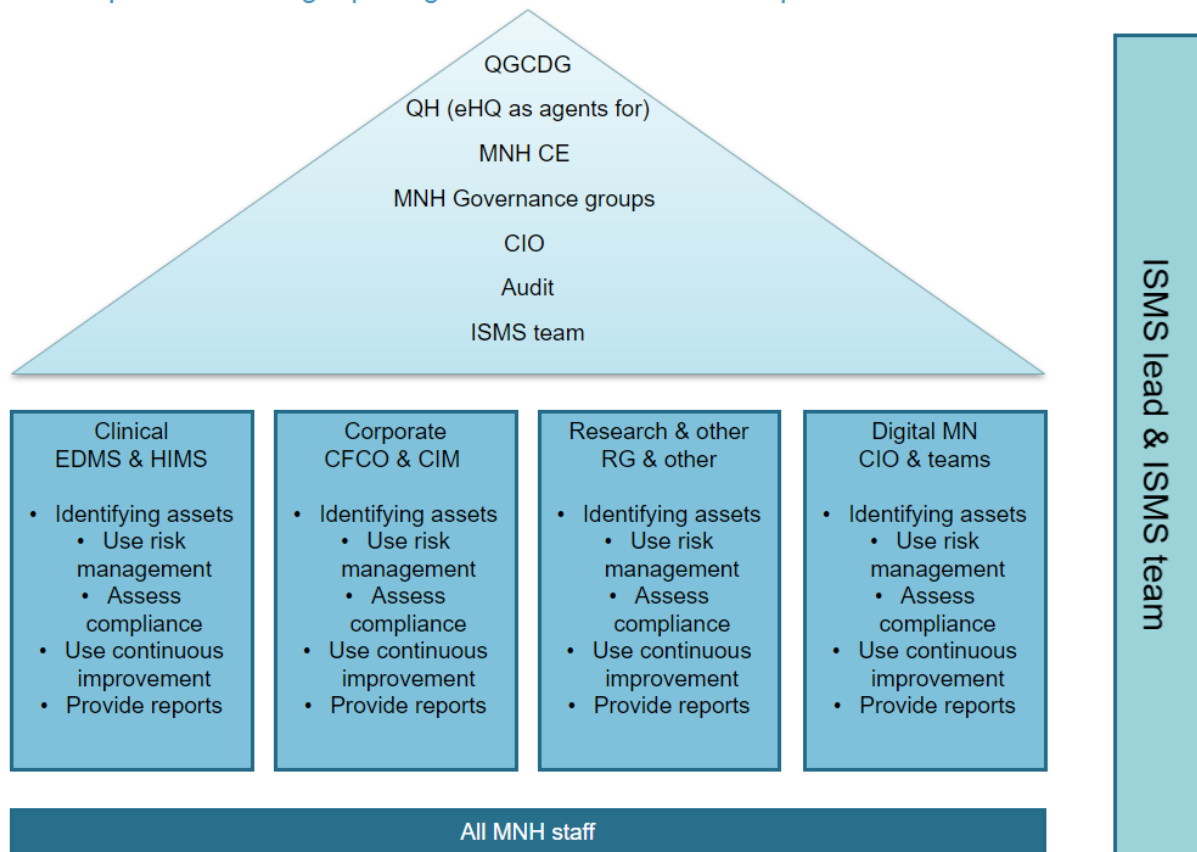 QGCDG
QH (eHQ as agents for)
MNH CE
MNH Governance groups
CIO
Audit
ISMS team
Clinical
EDMS & HIMS
• Identifying assets
• Use risk
management
• Assess
compliance
• Use continuous
improvement
• Provide reports
Corporate
CFCO & CIM
• Identifying assets
• Use risk
management
• Assess
compliance
• Use continuous
improvement
• Provide reports
Research & other
RG & other
• Identifying assets
• Use risk
management
• Assess
compliance
• Use continuous
improvement
• Provide reports
Digital MN
CIO & teams
• Identifying assets
• Use risk
management
• Assess
compliance
• Use continuous
improvement
• Provide reports
All MNH staff
ISMS lead & ISMS team